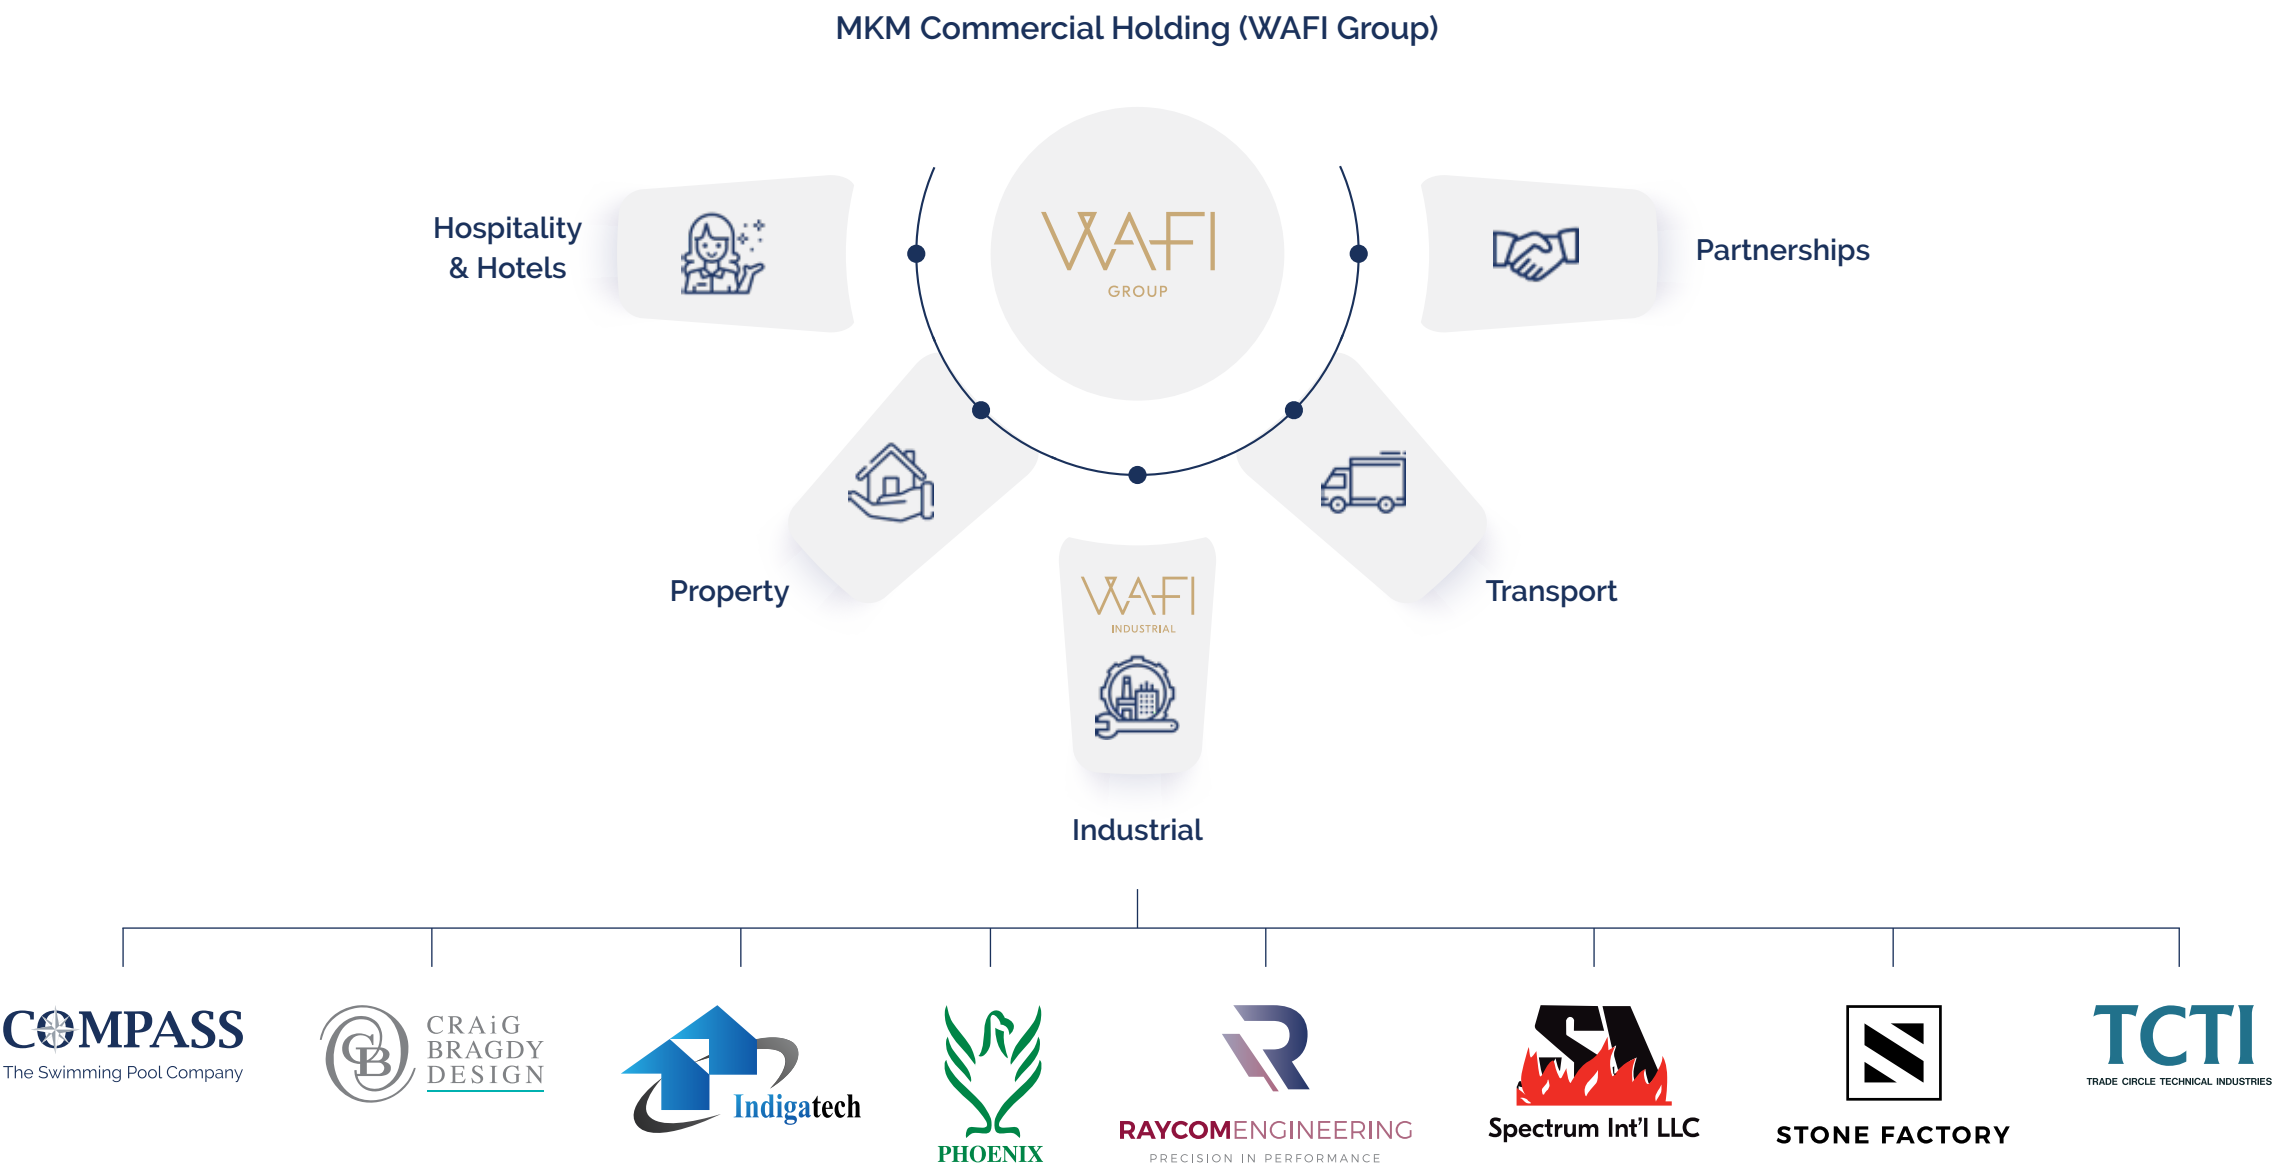 MKM Commercial Holding (WAFI Group)
WAFI
GROUP
Hospitality
& Hotels
Partnerships
Property
Transport
WAFI
INDUSTRIAL
Industrial
COMPASS
The Swimming Pool Company
CB
CRAiG
BRAGDY
DESIGN
Indigatech
PHOENIX
R
RAYCOMENGINEERING
PRECISION IN PERFORMANCE
SA
Spectrum Int'l LLC
S
STONE FACTORY
TCTI
TRADE CIRCLE TECHNICAL INDUSTRIES